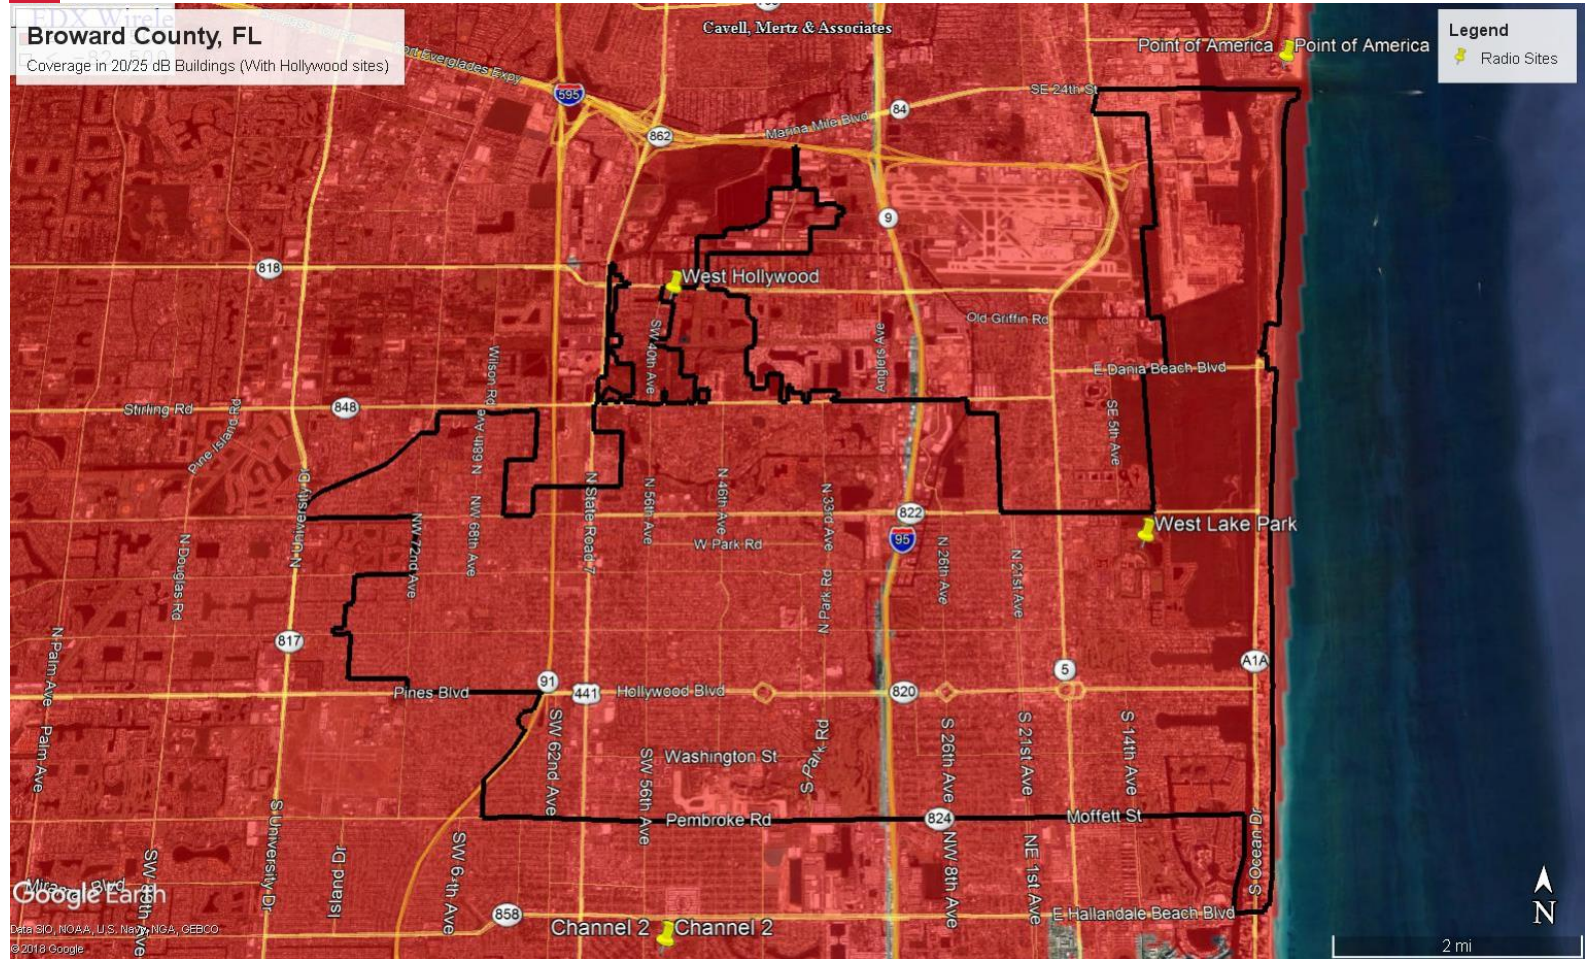 EDX Wirele
Broward County, FL
Coverage in 20/25 dB Buildings (With Hollywood sites)
Cavell, Mertz & Associates
Legend
Radio Sites
Point of America
Point of America
Port Everglades Expy
595
SE 24th St
84
862
Marina Mile Blvd
9
818
West Hollywood
Old Griffin Rd
SW 40th Ave
Anglers Ave
Wilson Rd
E Dania Beach Blvd
Stirling Rd
848
Pine Island Rd
N 69th Ave
SE 5th Ave
N University Dr
N State Road 7
N 56th Ave
N 46th Ave
N 33rd Ave
822
NW 72nd Ave
NW 68th Ave
West Lake Park
W Park Rd
95
N Douglas Rd
N Park Rd
N 26th Ave
N 21st Ave
817
N Palm Ave
5
A1A
91
441
Pines Blvd
Hollywood Blvd
820
Palm Ave
SW 62nd Ave
SW 56th Ave
Washington St
S Park Rd
S 26th Ave
S 21st Ave
S 14th Ave
Pembroke Rd
824
Moffett St
S University Dr
Island Dr
NW 8th Ave
NE 1st Ave
S Ocean Dr
Google Earth
858
E Hallandale Beach Blvd
Channel 2
Channel 2
N
Data SIO, NOAA, U.S. Navy, NGA, GEBCO
© 2018 Google
2 mi